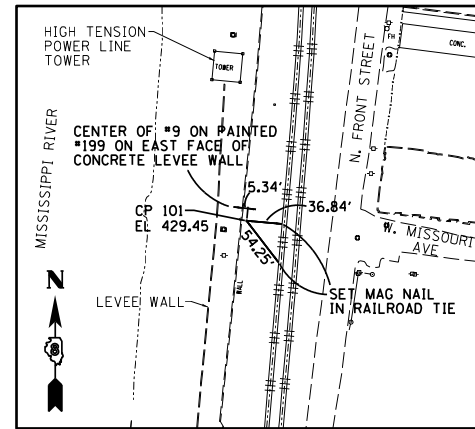 HIGH TENSION
POWER LINE
TOWER
TOWER
FH
CONC.
N. FRONT STREET
MISSISSIPPI RIVER
CENTER OF "9 ON PAINTED
"199 ON EAST FACE OF
CONCRETE LEVEE WALL
5.34'
36.84'
CP 101
EL 429.45
54.25'
W. MISSOURI
AVE
N
8
LEVEE WALL
WALL
SET MAG NAIL
IN RAILROAD TIE